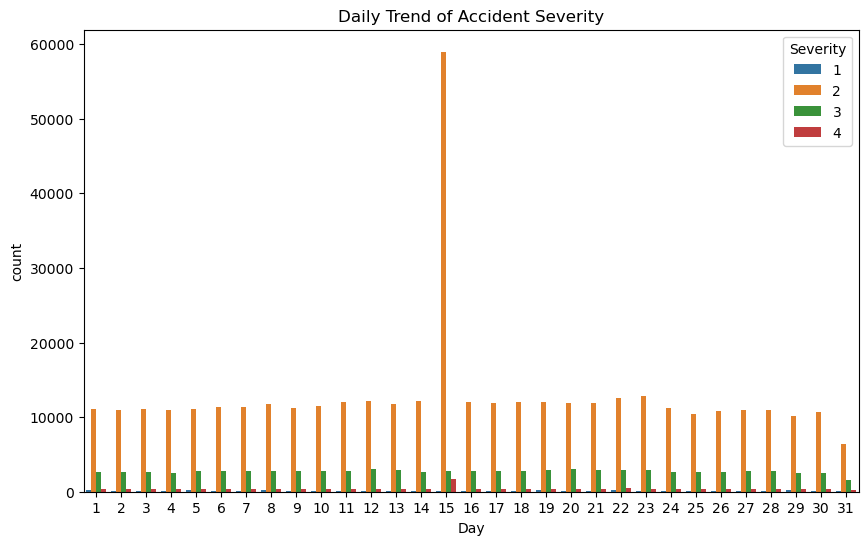 Daily Trend of Accident Severity
Severity
1
2
3
4
60000
50000
40000
30000
20000
10000
0
count
1 2 3 4 5 6 7 8 9 10 11 12 13 14 15 16 17 18 19 20 21 22 23 24 25 26 27 28 29 30 31
Day